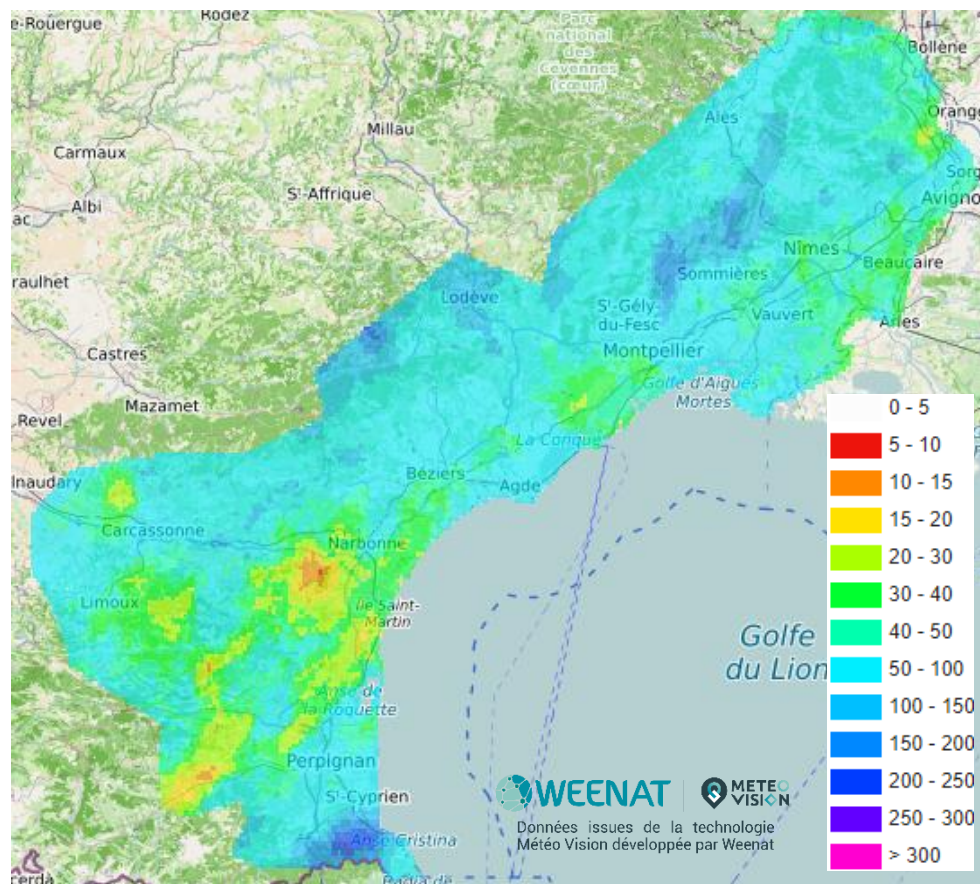 e-Rouergue
Rodez
Parc
national
des
Cévennes
(cœur)
Bollène
Orange
Alès
Millau
Carmaux
Sᵗ-Affrique
Sorg
Avigno
ac
Albi
Nîmes
Beaucaire
raulhet
Sommières
Lodève
Sᵗ-Gély-
du-Fesc
Vauvert
Arles
Castres
Montpellier
Golfe d'Aigues
Mortes
Mazamet
Revel
La Conque
Béziers
Agde
lnaudary
Carcassonne
Narbonne
Limoux
Île Saint-
Martin
Golfe
du Lion
Anse de
la Roquette
Perpignan
Sᵗ-Cyprien
Anse Cristina
Badia de
cerda
0 - 5
5 - 10
10 - 15
15 - 20
20 - 30
30 - 40
40 - 50
50 - 100
100 - 150
150 - 200
200 - 250
250 - 300
> 300
WEENAT
METEO
VISION
Données issues de la technologie
Météo Vision développée par Weenat